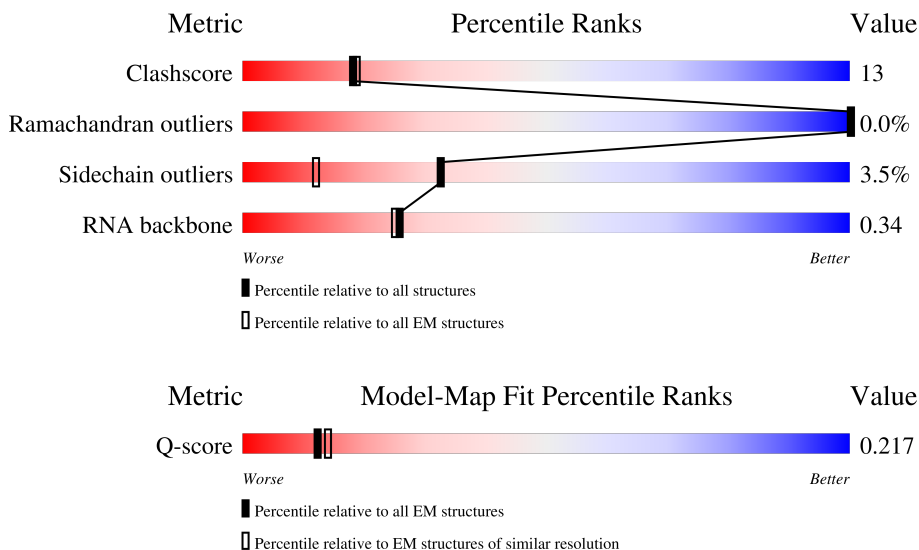 Metric Percentile Ranks Value
Clashscore 13
Ramachandran outliers 0.0%
Sidechain outliers 3.5%
RNA backbone 0.34
Worse Better
Percentile relative to all structures
Percentile relative to all EM structures
Metric Model-Map Fit Percentile Ranks Value
Q-score 0.217
Worse Better
Percentile relative to all EM structures
Percentile relative to EM structures of similar resolution